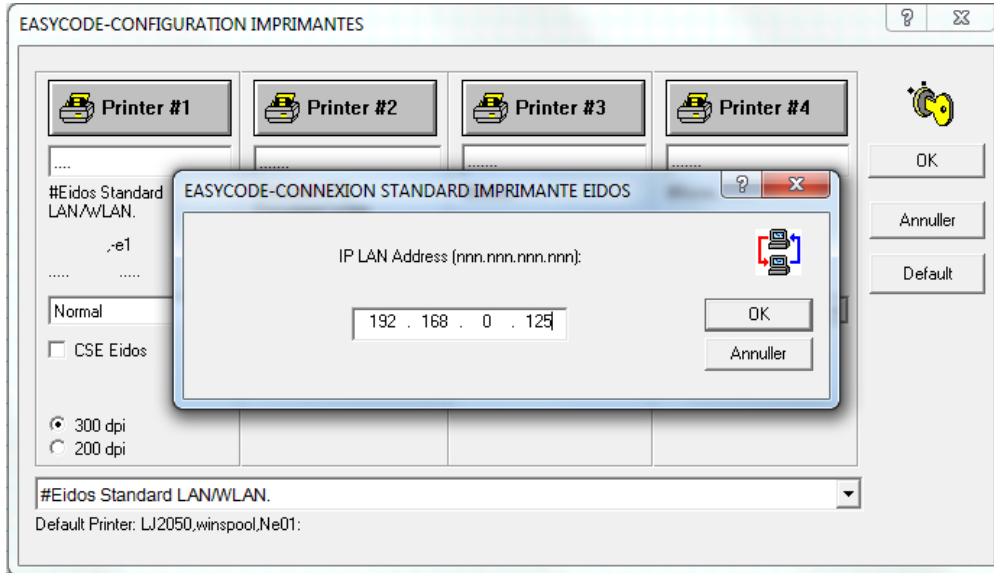 EASYCODE-CONFIGURATION IMPRIMANTES
Printer #1
Printer #2
Printer #3
Printer #4
....
.......
.......
.......
OK
#Eidos Standard
LAN/WLAN.
EASYCODE-CONNEXION STANDARD IMPRIMANTE EIDOS
Annuller
,-e1
IP LAN Address (nnn.nnn.nnn.nnn):
..... .....
Default
Normal
192 . 168 . 0 . 125
OK
CSE Eidos
Annuller
300 dpi
200 dpi
#Eidos Standard LAN/WLAN.
Default Printer: LJ2050,winspool,Ne01: